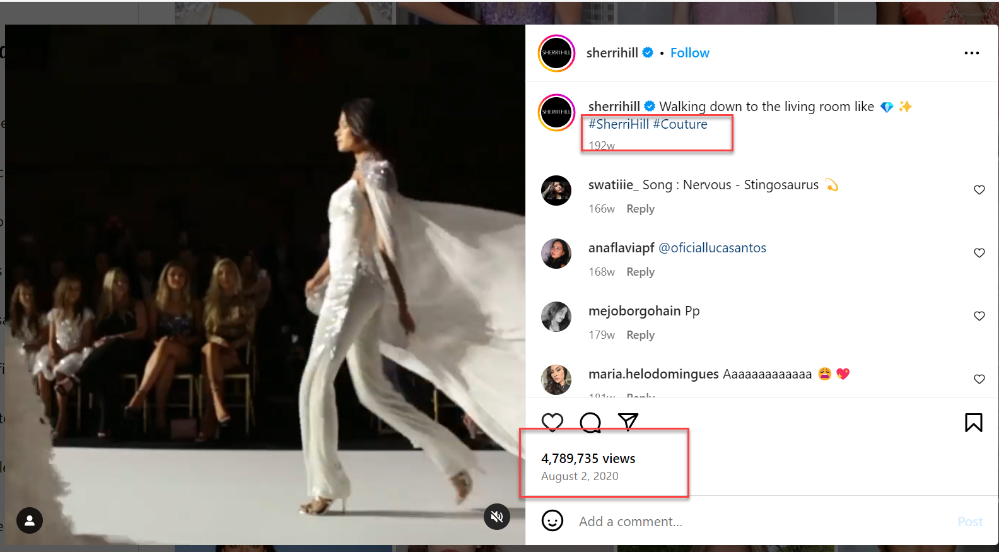 SHERRI HILL
sherrihill • Follow
SHERRI HILL
sherrihill Walking down to the living room like 💎 ✨
#SherriHill #Couture
192w
swatiiie_ Song : Nervous - Stingosaurus 💫
166w Reply
anaflaviapf @oficiallucasantos
168w Reply
mejoborgohain Pp
179w Reply
maria.helodomingues Aaaaaaaaaaaaa 😩 💖
181w Reply
4,789,735 views
August 2, 2020
Add a comment...
Post